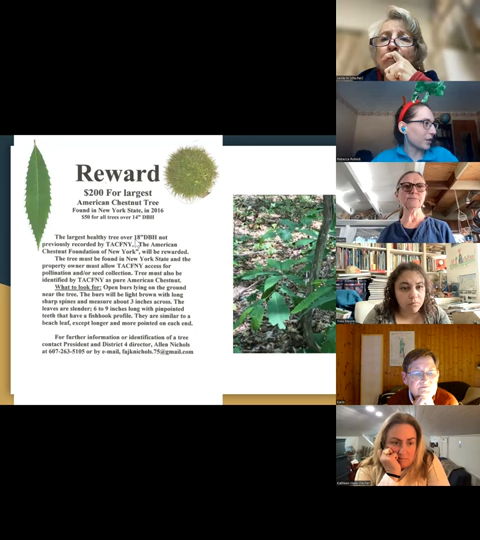 Reward
$200 For largest
American Chestnut Tree
Found in New York State, in 2016
$50 for all trees over 14" DBH
The largest healthy tree over 18"DBH not
previously recorded by TACFNY, The American
Chestnut Foundation of New York", will be rewarded.
The tree must be found in New York State and the
property owner must allow TACFNY access for
pollination and/or seed collection. Tree must also be
identified by TACFNY as pure American Chestnut.
What to look for: Open burs lying on the ground
near the tree. The burs will be light brown with long
sharp spines and measure about 3 inches across. The
leaves are slender; 6 to 9 inches long with pinpointed
teeth that have a fishhook profile. They are similar to a
beach leaf, except longer and more pointed on each end.
For further information or identification of a tree
contact President and District 4 director, Allen Nichols
at 607-263-5105 or by e-mail, fajknichols.75@gmail.com